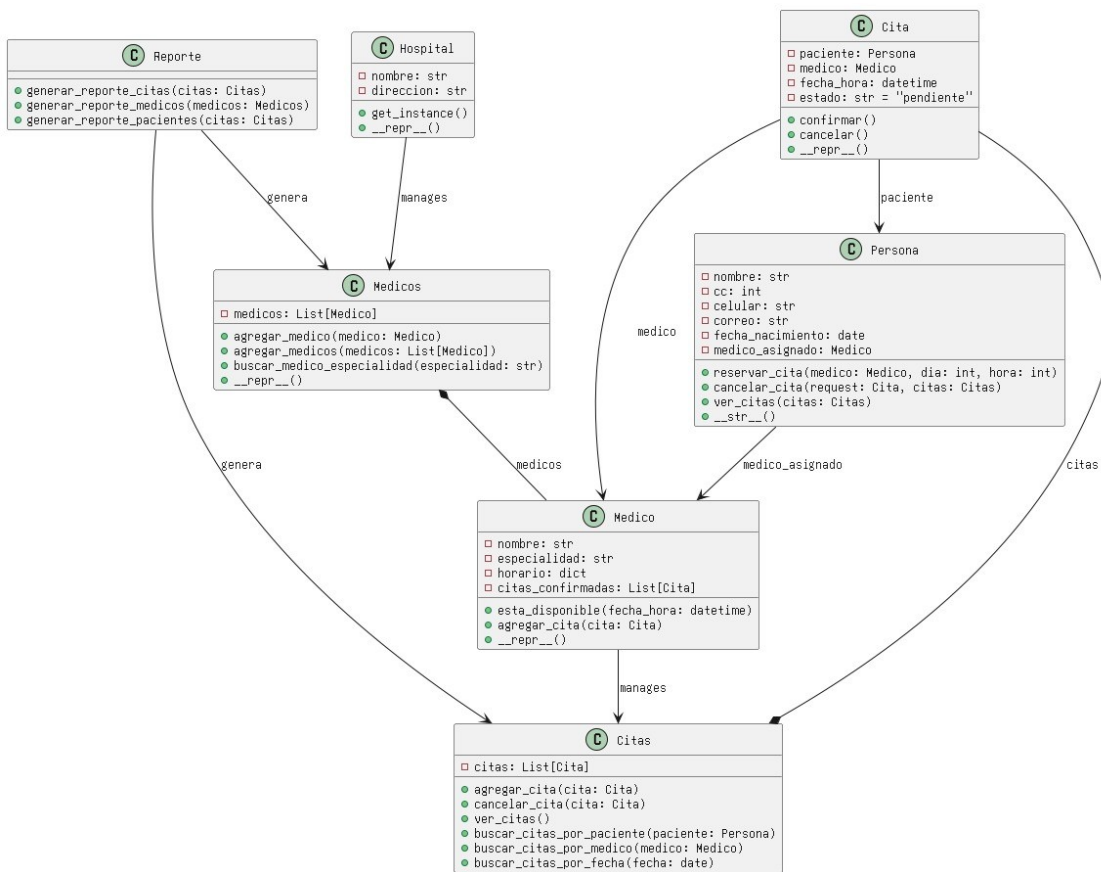 C Reporte
generar_reporte_citas(citas: Citas)
generar_reporte_medicos(medicos: Medicos)
generar_reporte_pacientes(citas: Citas)
C Hospital
nombre: str
direccion: str
get_instance()
__repr__()
C Cita
paciente: Persona
medico: Medico
fecha_hora: datetime
estado: str = "pendiente"
confirmar()
cancelar()
__repr__()
genera
manages
paciente
C Medicos
medicos: List[Medico]
agregar_medico(medico: Medico)
agregar_medicos(medicos: List[Medico])
buscar_medico_especialidad(especialidad: str)
__repr__()
medico
C Persona
nombre: str
cc: int
celular: str
correo: str
fecha_nacimiento: date
medico_asignado: Medico
reservar_cita(medico: Medico, dia: int, hora: int)
cancelar_cita(request: Cita, citas: Citas)
ver_citas(citas: Citas)
__str__()
genera
medicos
medico_asignado
citas
C Medico
nombre: str
especialidad: str
horario: dict
citas_confirmadas: List[Cita]
esta_disponible(fecha_hora: datetime)
agregar_cita(cita: Cita)
__repr__()
manages
C Citas
citas: List[Cita]
agregar_cita(cita: Cita)
cancelar_cita(cita: Cita)
ver_citas()
buscar_citas_por_paciente(paciente: Persona)
buscar_citas_por_medico(medico: Medico)
buscar_citas_por_fecha(fecha: date)